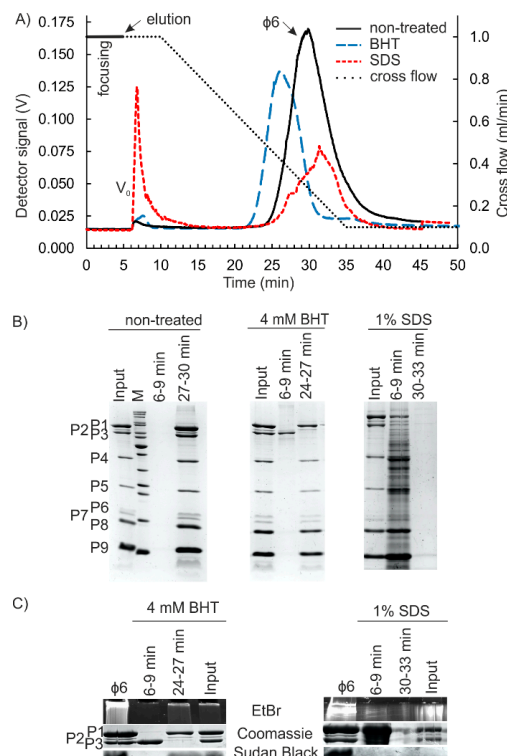 A)
elution
focusing
ϕ6
non-treated
BHT
SDS
cross flow
Detector signal (V)
0.175
0.150
0.125
0.100
0.075
0.050
0.025
0.000
V₀
Cross flow (ml/min)
1.0
0.8
0.6
0.4
0.2
0.0
0 5 10 15 20 25 30 35 40 45 50
Time (min)
B)
non-treated
4 mM BHT
1% SDS
Input M 6-9 min 27-30 min
Input 6-9 min 24-27 min
Input 6-9 min 30-33 min
P1
P2
P3
P4
P5
P6
P7
P8
P9
C)
4 mM BHT
1% SDS
ϕ6 6-9 min 24-27 min Input
ϕ6 6-9 min 30-33 min Input
EtBr
P1
P2
P3
Coomassie
Sudan Black